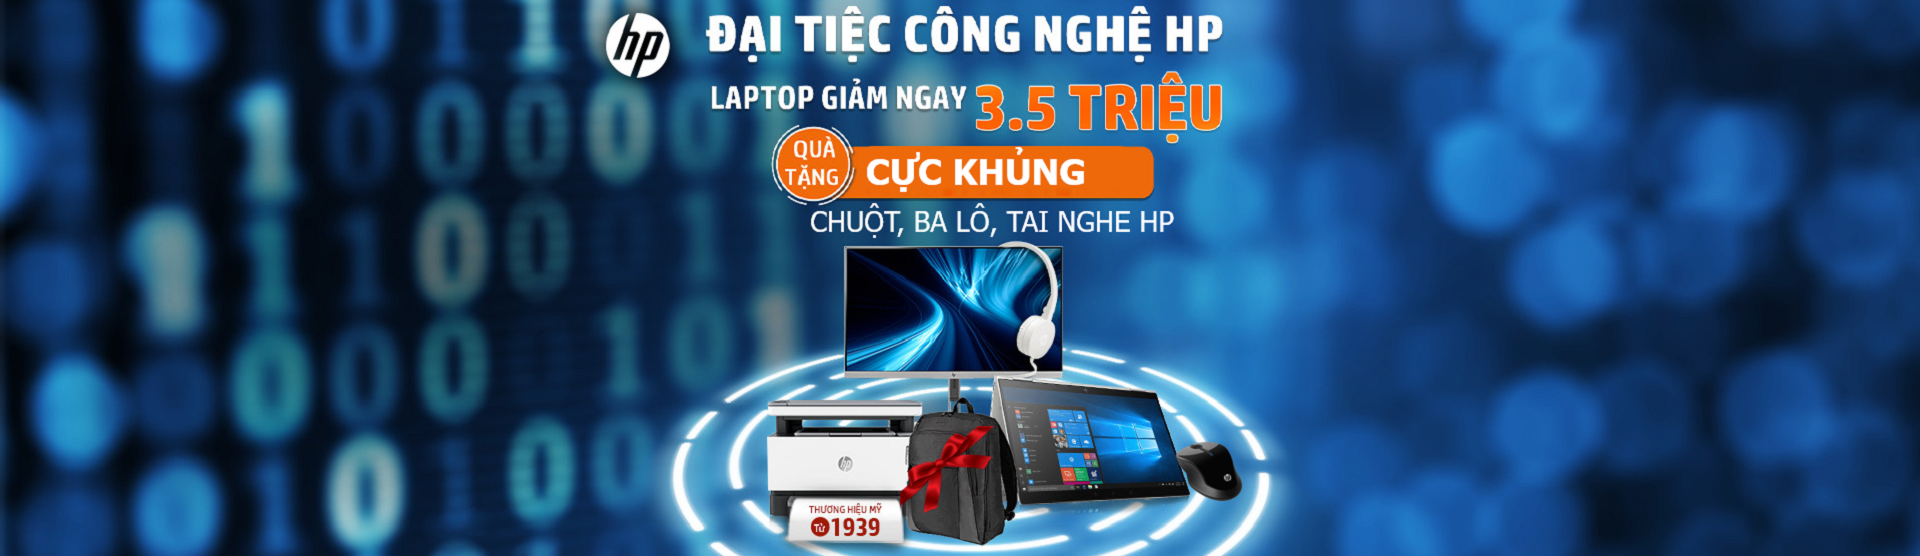 hp
ĐẠI TIỆC CÔNG NGHỆ HP
LAPTOP GIẢM NGAY 3.5 TRIỆU
QUÀ TẶNG
CỰC KHỦNG
CHUỘT, BA LÔ, TAI NGHE HP
hp
THƯƠNG HIỆU MỸ
Từ 1939